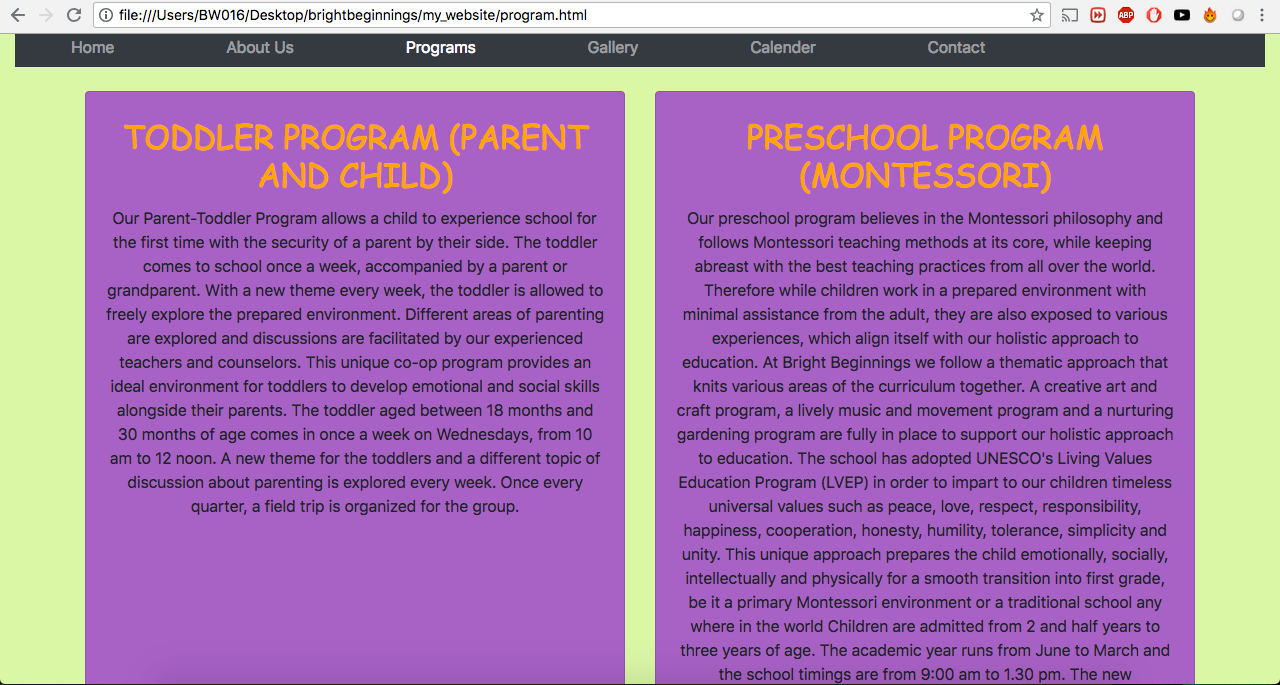 file:///Users/BW016/Desktop/brightbeginnings/my_website/program.html
ABP
Home About Us Programs Gallery Calender Contact
TODDLER PROGRAM (PARENT
AND CHILD)
Our Parent-Toddler Program allows a child to experience school for
the first time with the security of a parent by their side. The toddler
comes to school once a week, accompanied by a parent or
grandparent. With a new theme every week, the toddler is allowed to
freely explore the prepared environment. Different areas of parenting
are explored and discussions are facilitated by our experienced
teachers and counselors. This unique co-op program provides an
ideal environment for toddlers to develop emotional and social skills
alongside their parents. The toddler aged between 18 months and
30 months of age comes in once a week on Wednesdays, from 10
am to 12 noon. A new theme for the toddlers and a different topic of
discussion about parenting is explored every week. Once every
quarter, a field trip is organized for the group.
PRESCHOOL PROGRAM
(MONTESSORI)
Our preschool program believes in the Montessori philosophy and
follows Montessori teaching methods at its core, while keeping
abreast with the best teaching practices from all over the world.
Therefore while children work in a prepared environment with
minimal assistance from the adult, they are also exposed to various
experiences, which align itself with our holistic approach to
education. At Bright Beginnings we follow a thematic approach that
knits various areas of the curriculum together. A creative art and
craft program, a lively music and movement program and a nurturing
gardening program are fully in place to support our holistic approach
to education. The school has adopted UNESCO's Living Values
Education Program (LVEP) in order to impart to our children timeless
universal values such as peace, love, respect, responsibility,
happiness, cooperation, honesty, humility, tolerance, simplicity and
unity. This unique approach prepares the child emotionally, socially,
intellectually and physically for a smooth transition into first grade,
be it a primary Montessori environment or a traditional school any
where in the world Children are admitted from 2 and half years to
three years of age. The academic year runs from June to March and
the school timings are from 9:00 am to 1.30 pm. The new